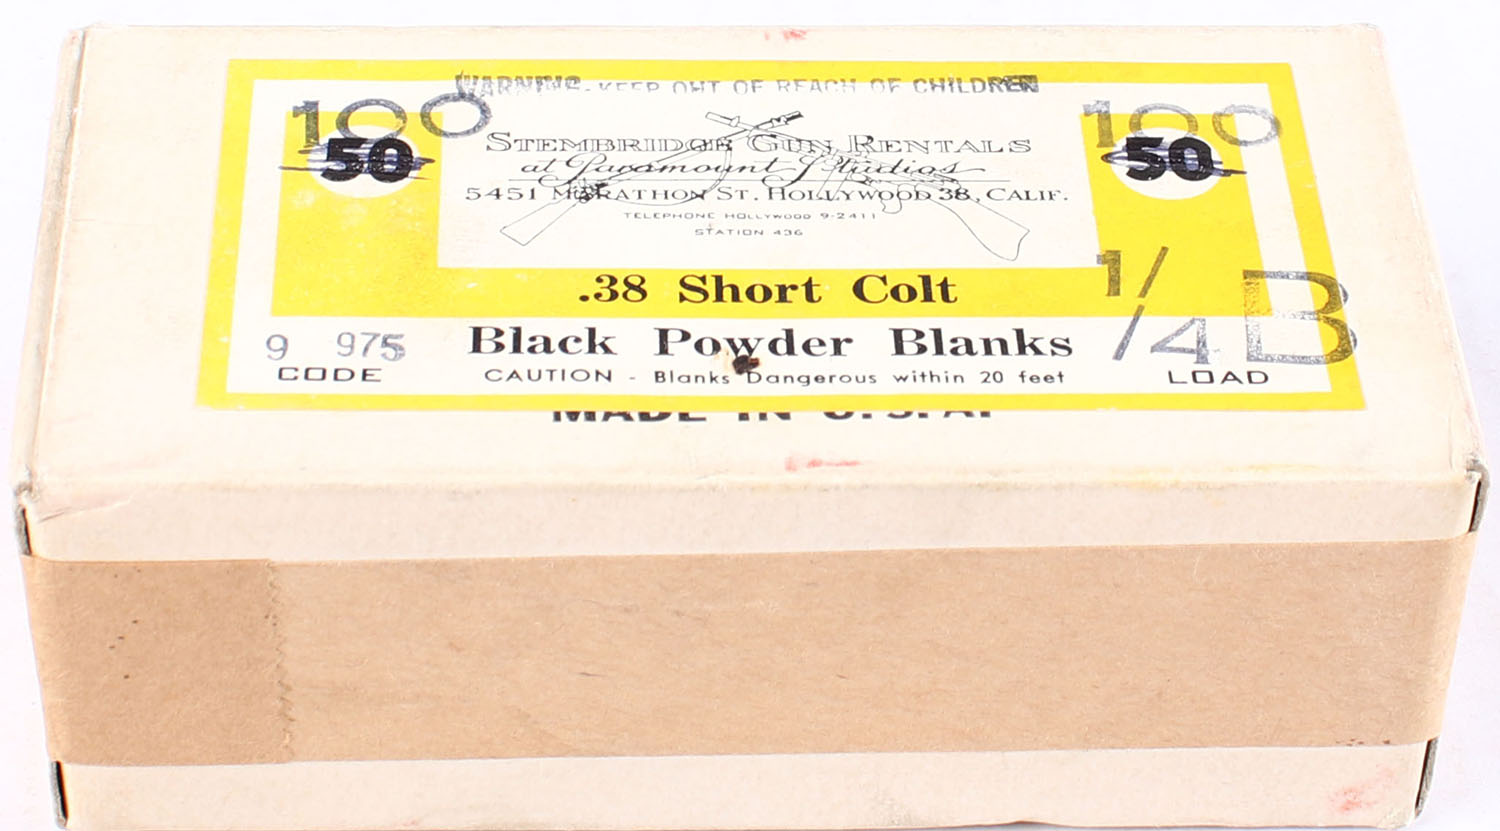 WARNING - KEEP OUT OF REACH OF CHILDREN
100 100
50 50
STEMBRIDGE GUN RENTALS
at Paramount Studios
5451 MARATHON ST. HOLLYWOOD 38, CALIF.
TELEPHONE HOLLYWOOD 9-2411
STATION 436
.38 Short Colt
1/4 B
9 975
Black Powder Blanks
CODE
CAUTION - Blanks Dangerous within 20 feet
LOAD
MADE IN U.S.A.